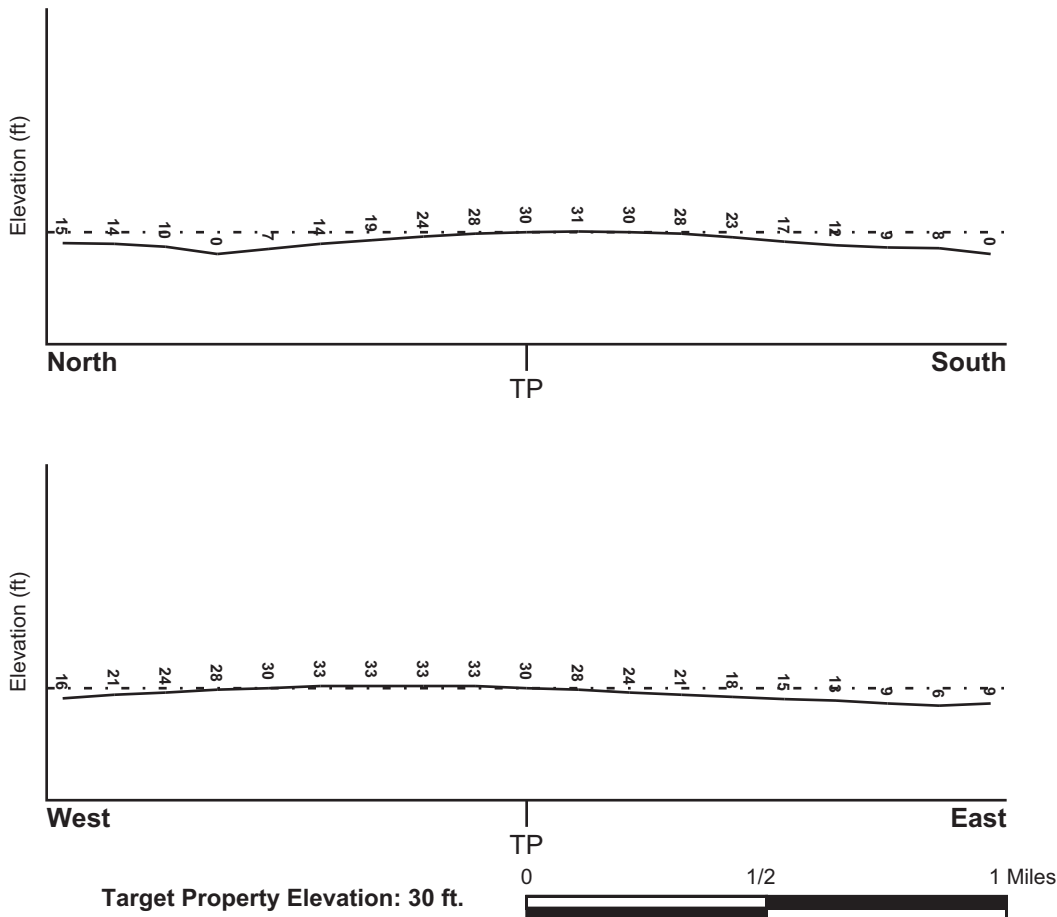 Elevation (ft)
15 14 10 0 7 14 19 24 28 30 31 30 28 23 17 12 9 8 0
North South
TP
Elevation (ft)
16 21 24 28 30 33 33 33 33 30 28 24 21 18 15 13 9 6 9
West East
TP
Target Property Elevation: 30 ft.
0 1/2 1 Miles